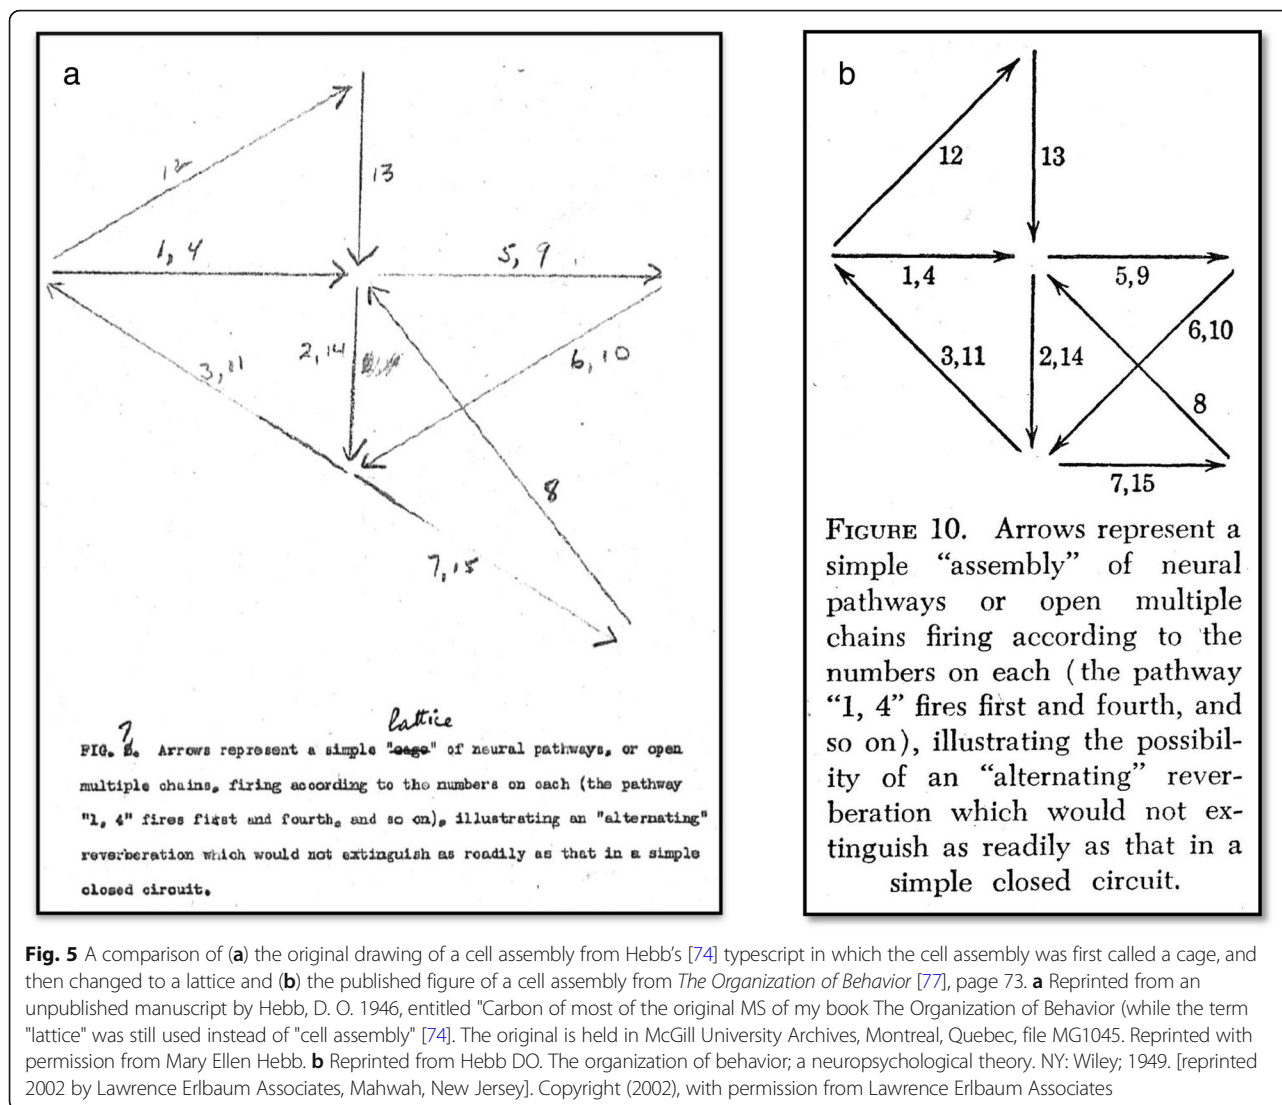 a
12
13
1, 4
5, 9
3, 11
2, 14
6, 10
8
7, 15
lattice
?
FIG. . Arrows represent a simple "cage" of neural pathways, or open
multiple chains, firing according to the numbers on each (the pathway
"1, 4" fires first and fourth, and so on), illustrating an "alternating"
reverberation which would not extinguish as readily as that in a simple
closed circuit.
b
12
13
1,4
5,9
6,10
3,11
2,14
8
7,15
FIGURE 10. Arrows represent a
simple “assembly” of neural
pathways or open multiple
chains firing according to the
numbers on each (the pathway
“1, 4” fires first and fourth, and
so on), illustrating the possibil-
ity of an “alternating” rever-
beration which would not ex-
tinguish as readily as that in a
simple closed circuit.
Fig. 5 A comparison of (a) the original drawing of a cell assembly from Hebb's [74] typescript in which the cell assembly was first called a cage, and
then changed to a lattice and (b) the published figure of a cell assembly from The Organization of Behavior [77], page 73. a Reprinted from an
unpublished manuscript by Hebb, D. O. 1946, entitled "Carbon of most of the original MS of my book The Organization of Behavior (while the term
"lattice" was still used instead of "cell assembly" [74]. The original is held in McGill University Archives, Montreal, Quebec, file MG1045. Reprinted with
permission from Mary Ellen Hebb. b Reprinted from Hebb DO. The organization of behavior; a neuropsychological theory. NY: Wiley; 1949. [reprinted
2002 by Lawrence Erlbaum Associates, Mahwah, New Jersey]. Copyright (2002), with permission from Lawrence Erlbaum Associates